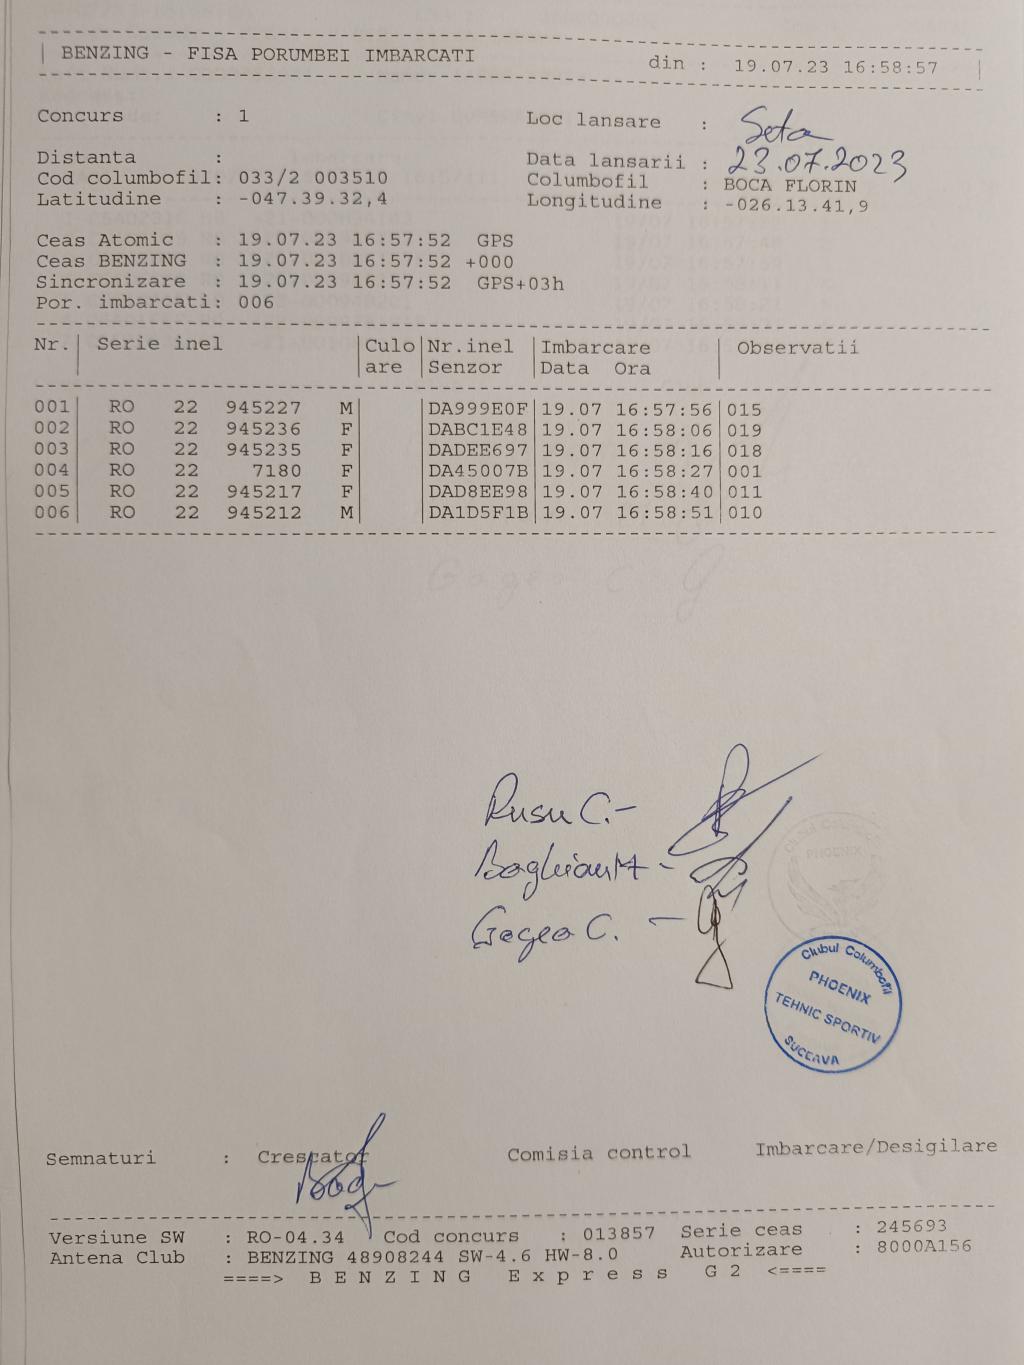 BENZING - FISA PORUMBEI IMBARCATI din : 19.07.23 16:58:57
Concurs : 1 Loc lansare : Seta
Distanta : Data lansarii : 23.07.2023
Cod columbofil: 033/2 003510 Columbofil : BOCA FLORIN
Latitudine : -047.39.32,4 Longitudine : -026.13.41,9
Ceas Atomic : 19.07.23 16:57:52 GPS
Ceas BENZING : 19.07.23 16:57:52 +000
Sincronizare : 19.07.23 16:57:52 GPS+03h
Por. imbarcati: 006
Nr. Serie inel Culo Nr.inel Imbarcare Observatii
are Senzor Data Ora
001 RO 22 945227 M DA999E0F 19.07 16:57:56 015
002 RO 22 945236 F DABC1E48 19.07 16:58:06 019
003 RO 22 945235 F DADEE697 19.07 16:58:16 018
004 RO 22 7180 F DA45007B 19.07 16:58:27 001
005 RO 22 945217 F DAD8EE98 19.07 16:58:40 011
006 RO 22 945212 M DA1D5F1B 19.07 16:58:51 010
Rusu C. -
Gagea C. -
Clubul Columbofil
PHOENIX
TEHNIC SPORTIV
SUCEAVA
Semnaturi : Crescator Comisia control Imbarcare/Desigilare
Versiune SW : RO-04.34 Cod concurs : 013857 Serie ceas : 245693
Antena Club : BENZING 48908244 SW-4.6 HW-8.0 Autorizare : 8000A156
====> B E N Z I N G E x p r e s s G 2 <====